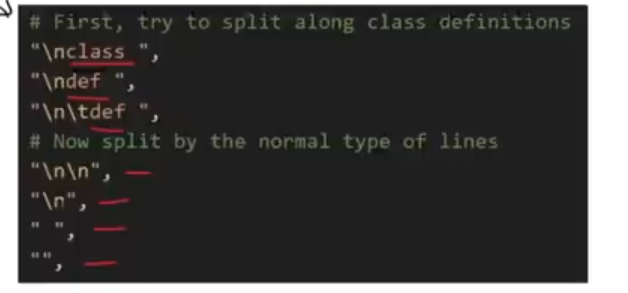 # First, try to split along class definitions
"\nclass ",
"\ndef ",
"\n\tdef ",
# Now split by the normal type of lines
"\n\n",
"\n",
" ",
"",